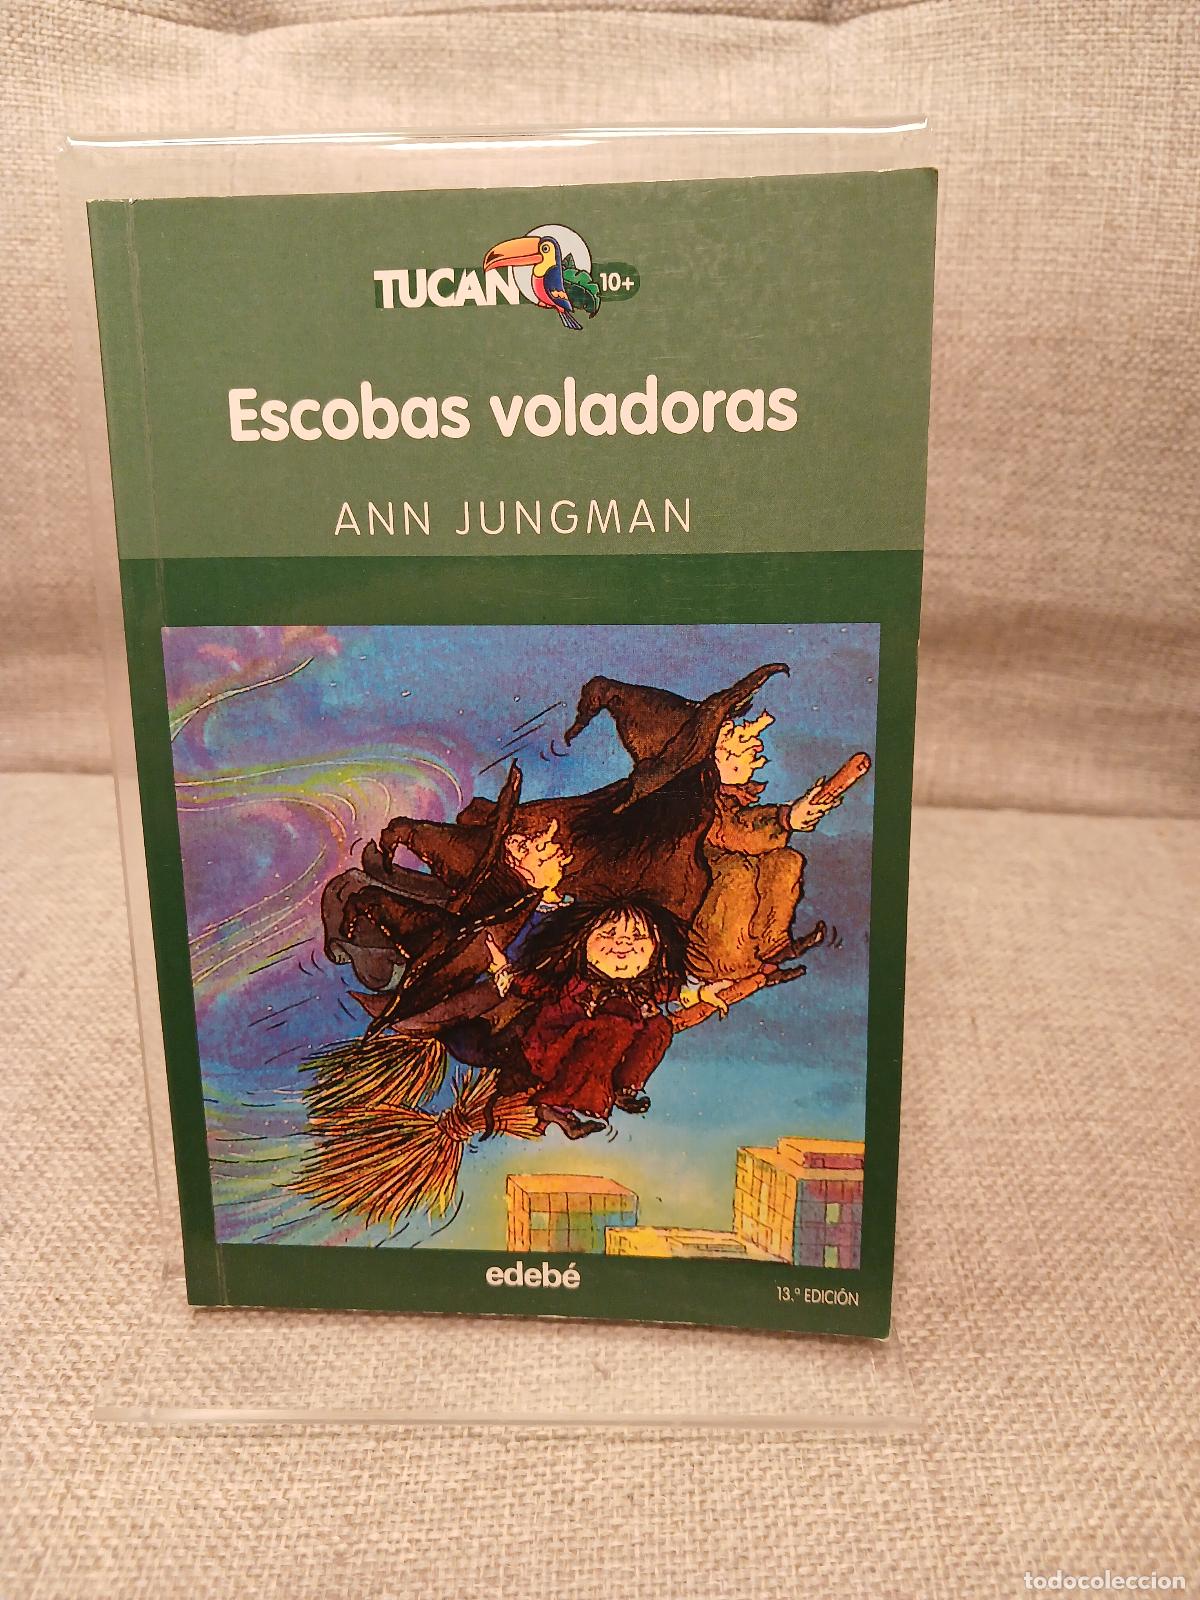 TUCAN 10+
Escobas voladoras
ANN JUNGMAN
edebé
13.ª EDICIÓN
todocoleccion